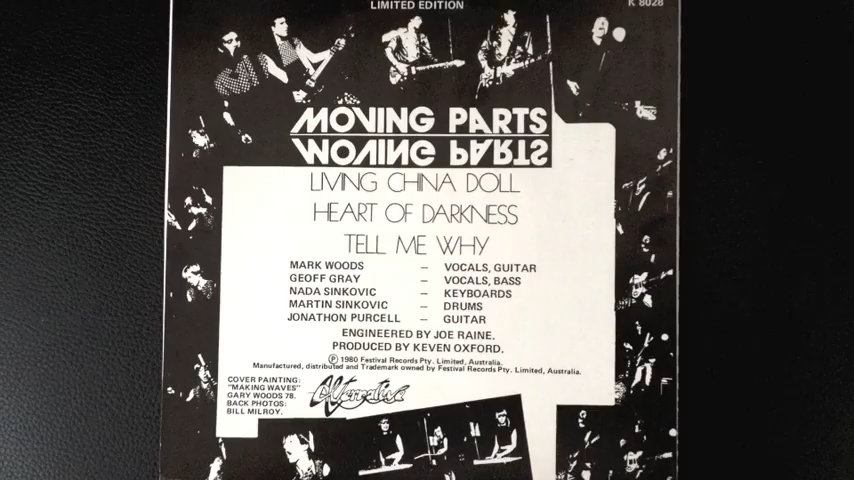 LIMITED EDITION
K 8028
MOVING PARTS
MOVING PARTS
LIVING CHINA DOLL
HEART OF DARKNESS
TELL ME WHY
MARK WOODS – VOCALS, GUITAR
GEOFF GRAY – VOCALS, BASS
NADA SINKOVIC – KEYBOARDS
MARTIN SINKOVIC – DRUMS
JONATHON PURCELL – GUITAR
ENGINEERED BY JOE RAINE.
PRODUCED BY KEVEN OXFORD.
Ⓟ 1980 Festival Records Pty. Limited, Australia.
Manufactured, distributed and Trademark owned by Festival Records Pty. Limited, Australia.
COVER PAINTING:
"MAKING WAVES"
GARY WOODS 78.
BACK PHOTOS:
BILL MILROY.
Alternative